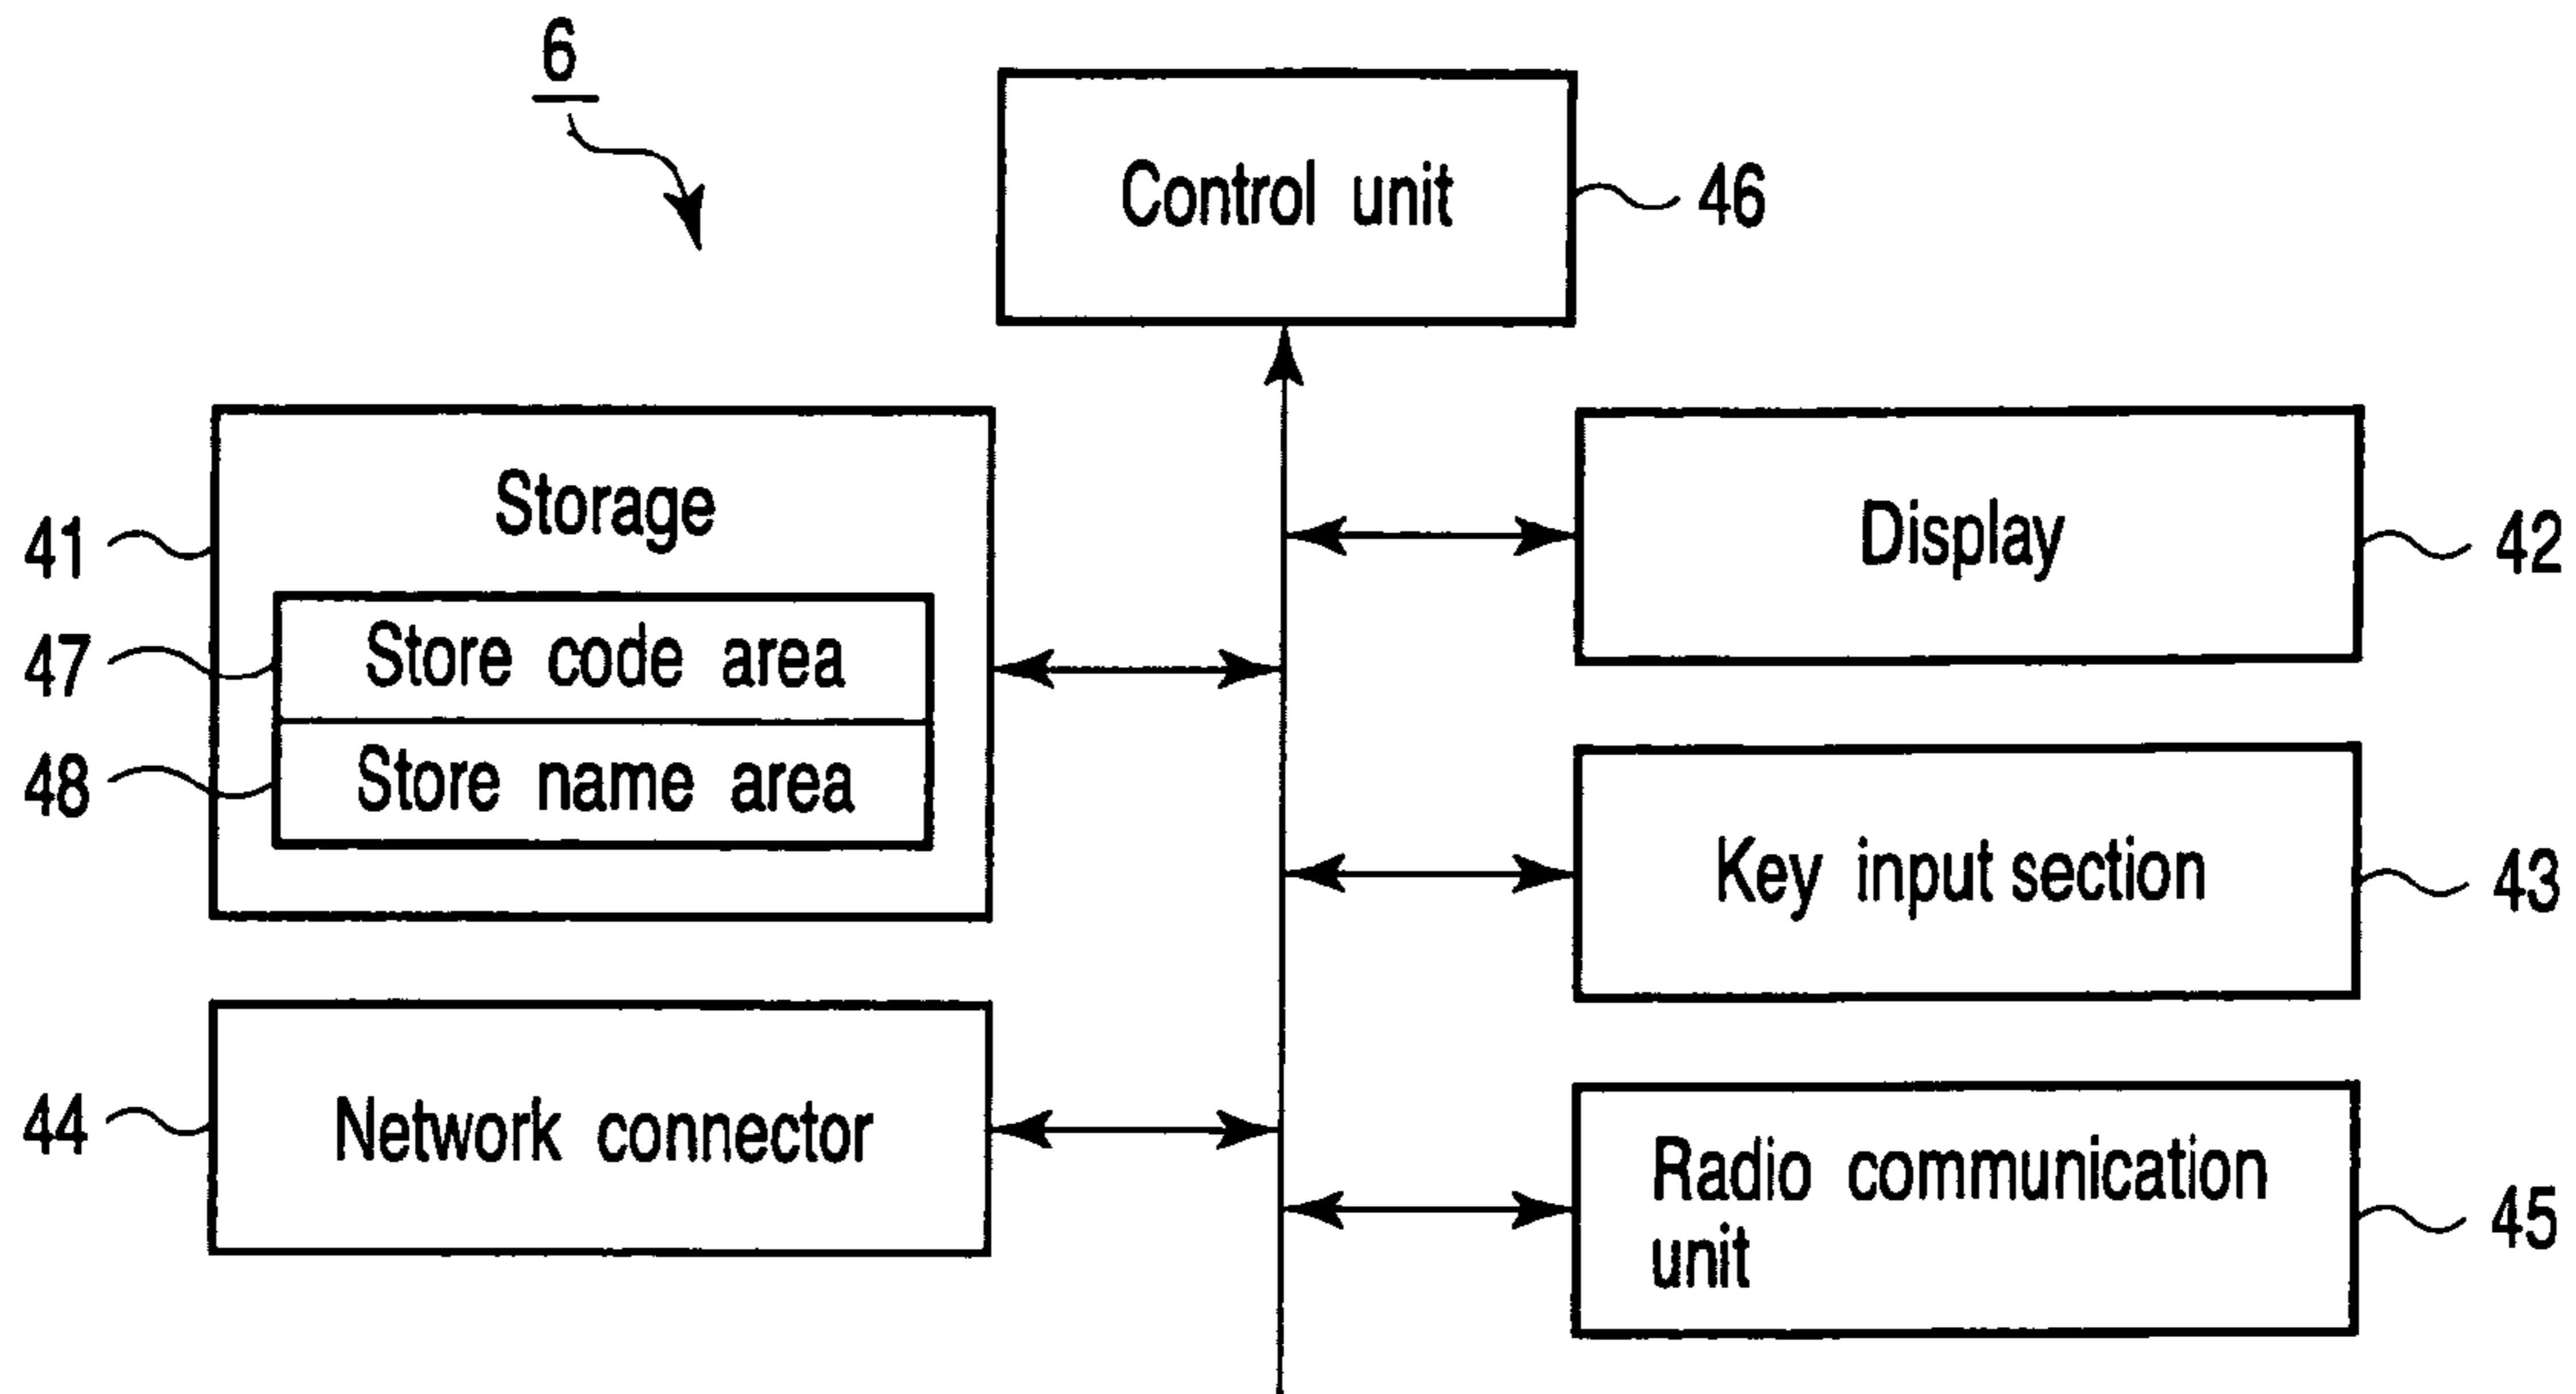 6
Control unit
46
Storage
41
Store code area
47
Store name area
48
Display
42
Key input section
43
Network connector
44
Radio communication
unit
45